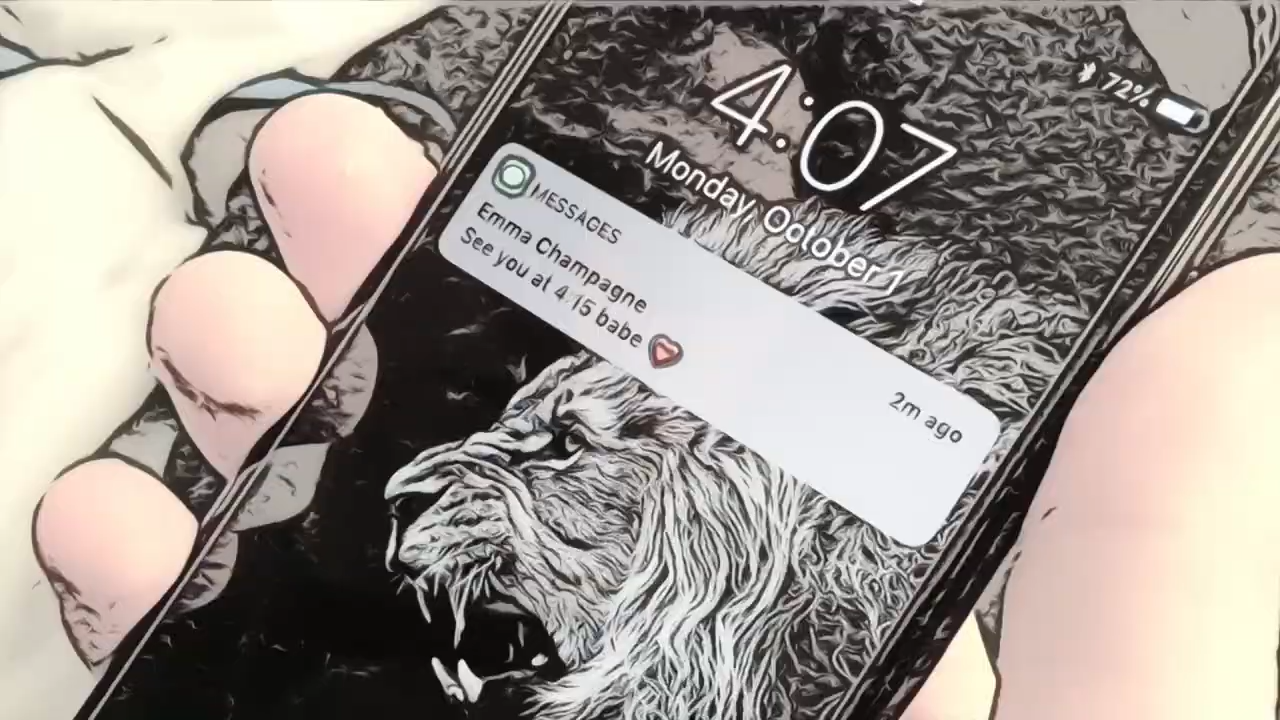 72%
4:07
Monday, October 1
MESSAGES
Emma Champagne
See you at 4:15 babe ❤️
2m ago